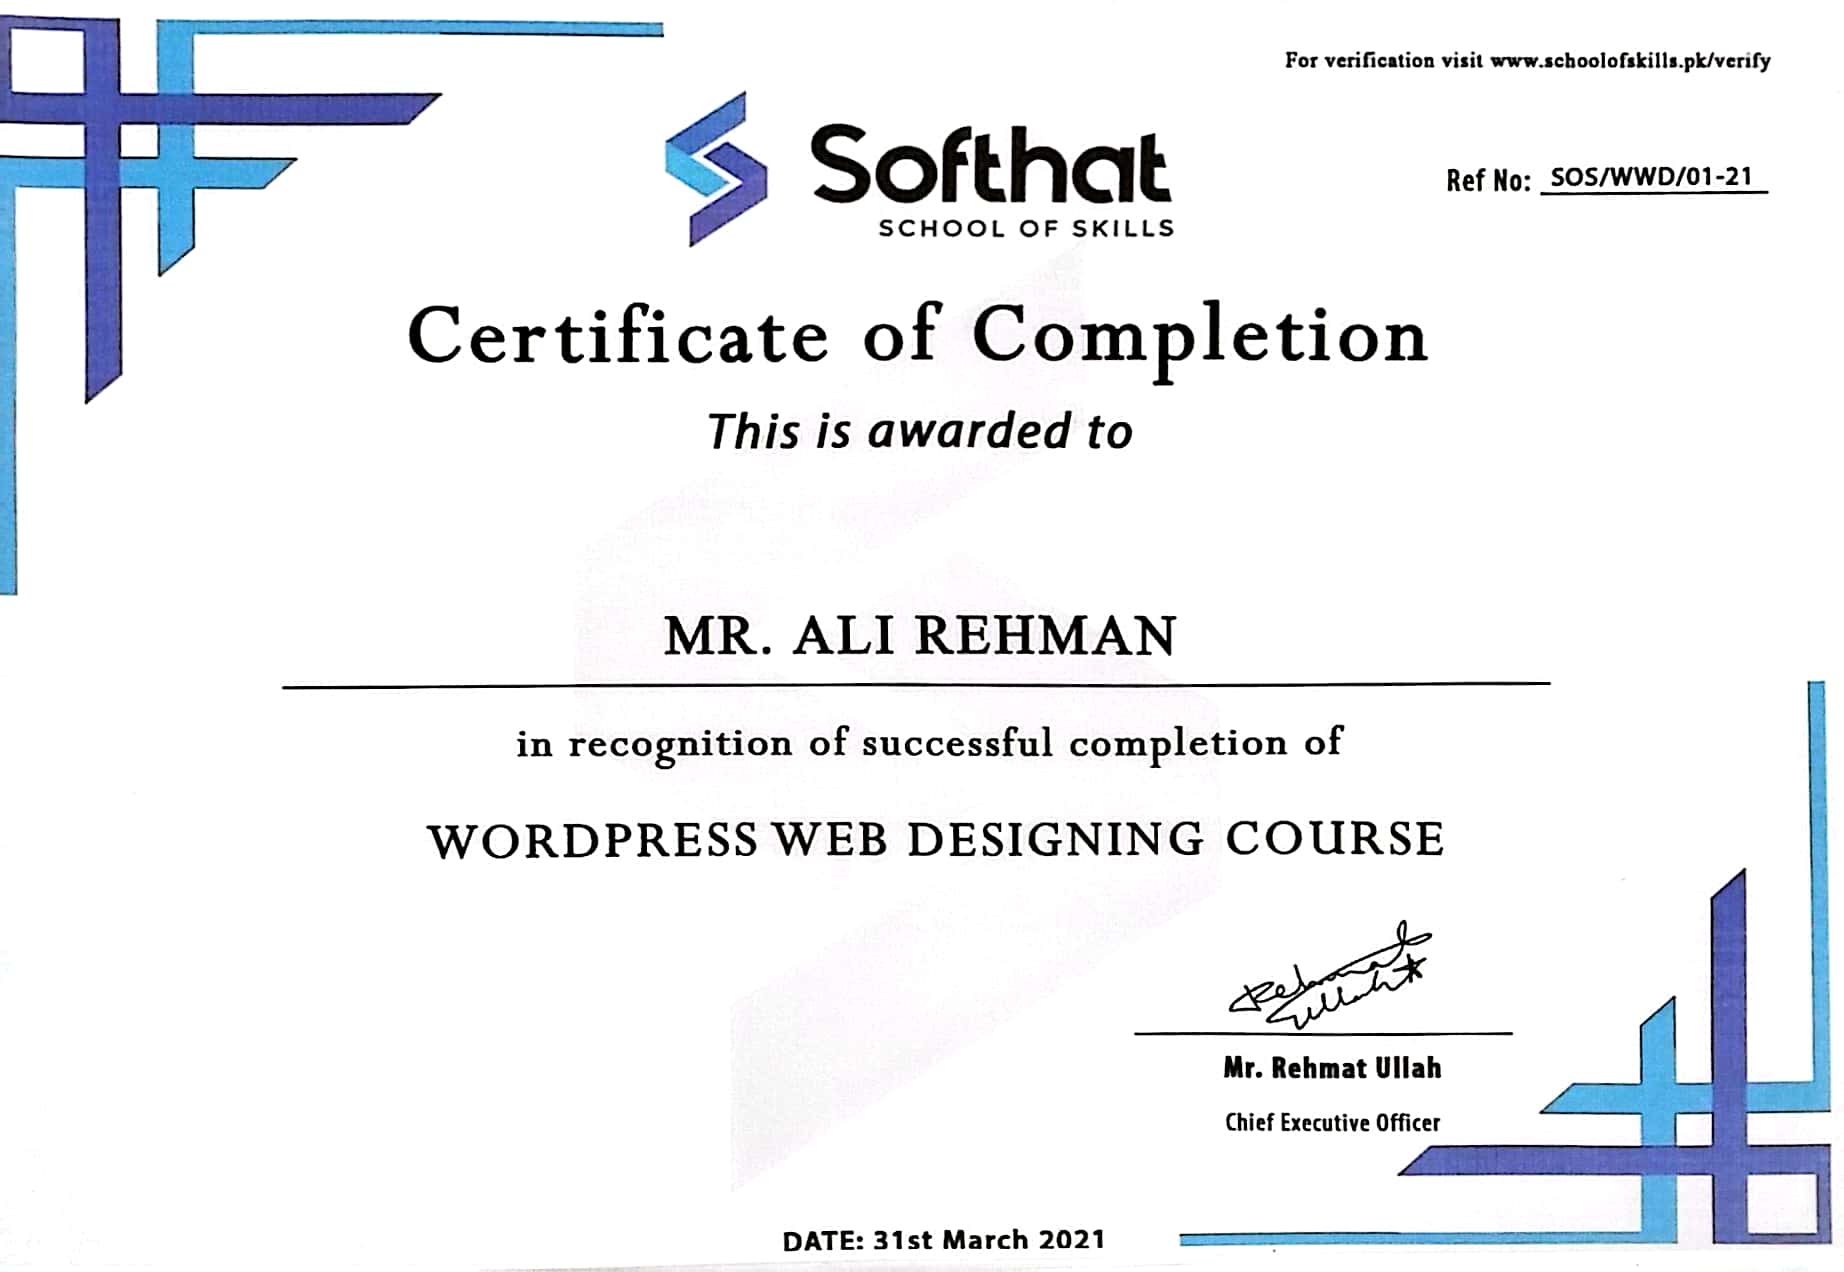 For verification visit www.schoolofskills.pk/verify
Softhat
SCHOOL OF SKILLS
Ref No: SOS/WWD/01-21
Certificate of Completion
This is awarded to
MR. ALI REHMAN
in recognition of successful completion of
WORDPRESS WEB DESIGNING COURSE
Rehmat
Ullah
Mr. Rehmat Ullah
Chief Executive Officer
DATE: 31st March 2021